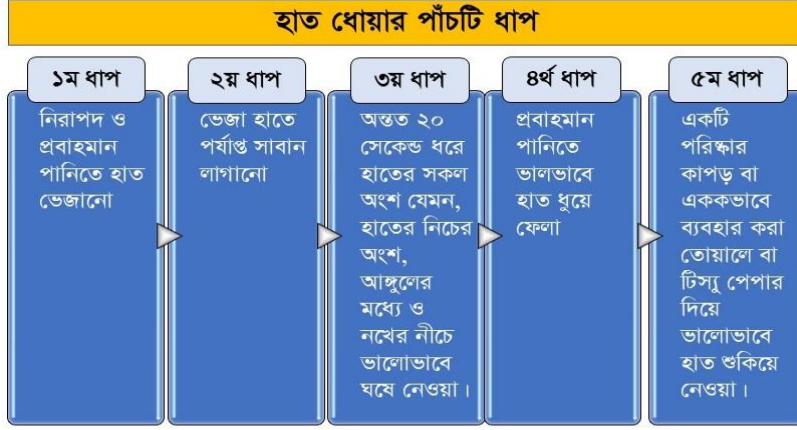 হাত ধোয়ার পাঁচটি ধাপ
১ম ধাপ
নিরাপদ ও
প্রবাহমান
পানিতে হাত
ভেজানো
২য় ধাপ
ভেজা হাতে
পর্যাপ্ত সাবান
লাগানো
৩য় ধাপ
অন্তত ২০
সেকেন্ড ধরে
হাতের সকল
অংশ যেমন,
হাতের নিচের
অংশ,
আঙ্গুলের
মধ্যে ও
নখের নীচে
ভালোভাবে
ঘষে নেওয়া।
৪র্থ ধাপ
প্রবাহমান
পানিতে
ভালভাবে
হাত ধুয়ে
ফেলা
৫ম ধাপ
একটি
পরিষ্কার
কাপড় বা
এককভাবে
ব্যবহার করা
তোয়ালে বা
টিস্যু পেপার
দিয়ে
ভালোভাবে
হাত শুকিয়ে
নেওয়া।